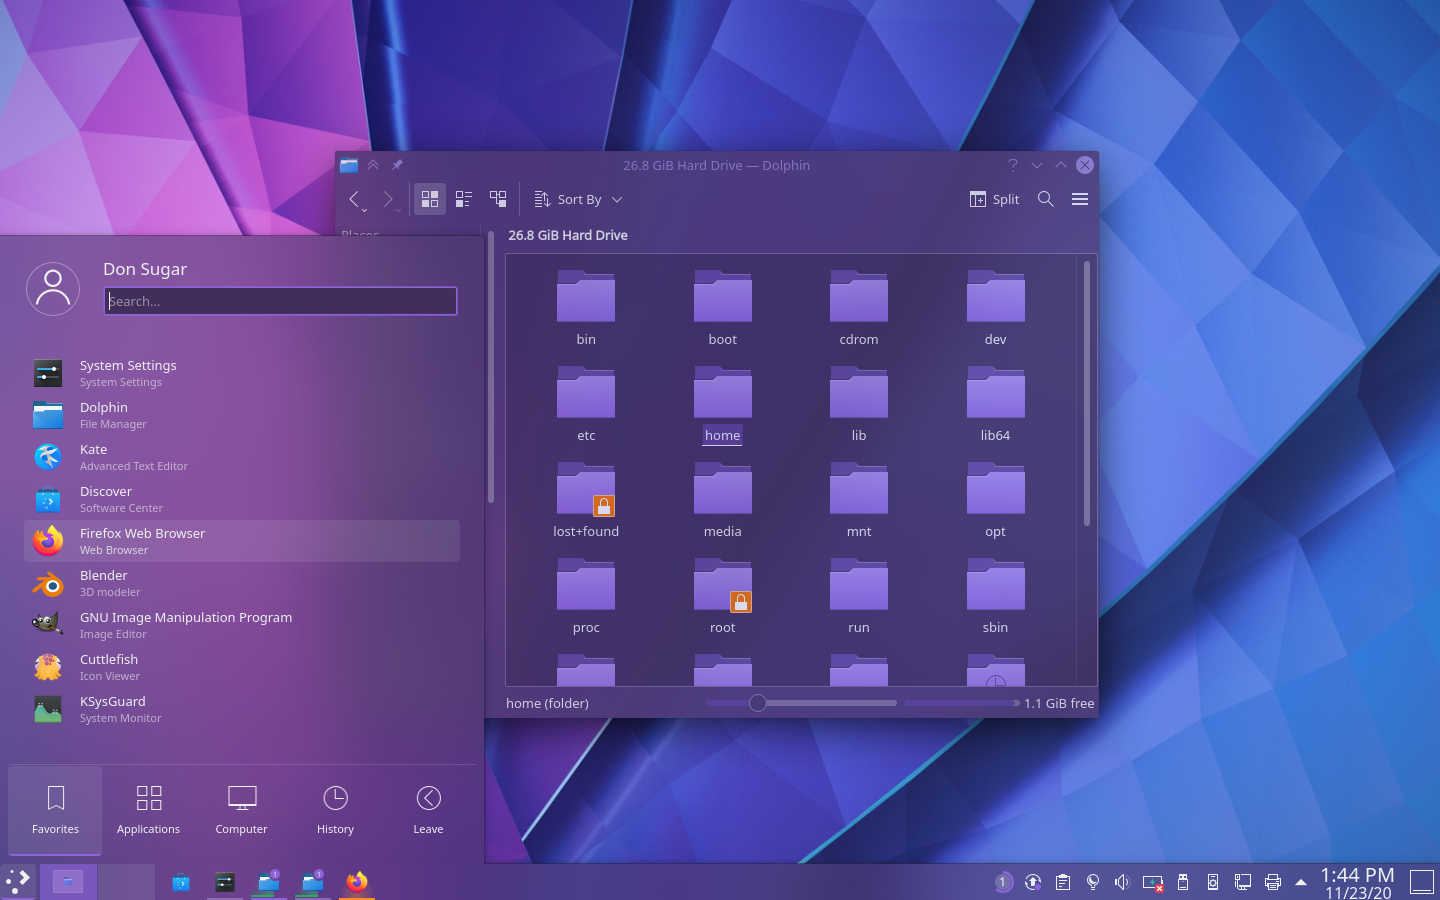 26.8 GiB Hard Drive — Dolphin
Sort By
Split
Places
26.8 GiB Hard Drive
bin
boot
cdrom
dev
etc
home
lib
lib64
lost+found
media
mnt
opt
proc
root
run
sbin
home (folder)
1.1 GiB free
Don Sugar
Search...
System Settings
System Settings
Dolphin
File Manager
Kate
Advanced Text Editor
Discover
Software Center
Firefox Web Browser
Web Browser
Blender
3D modeler
GNU Image Manipulation Program
Image Editor
Cuttlefish
Icon Viewer
KSysGuard
System Monitor
Favorites
Applications
Computer
History
Leave
1
1
1
1:44 PM
11/23/20